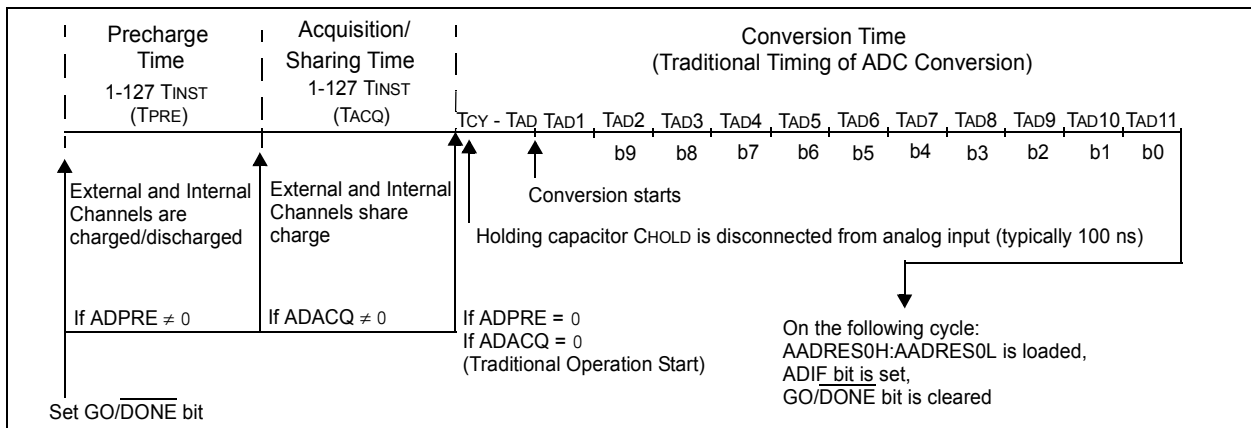 Precharge
Time
1-127 TINST
(TPRE)
Acquisition/
Sharing Time
1-127 TINST
(TACQ)
Conversion Time
(Traditional Timing of ADC Conversion)
TCY - TAD TAD1 TAD2 TAD3 TAD4 TAD5 TAD6 TAD7 TAD8 TAD9 TAD10 TAD11
b9 b8 b7 b6 b5 b4 b3 b2 b1 b0
External and Internal
Channels are
charged/discharged
External and Internal
Channels share
charge
Conversion starts
Holding capacitor CHOLD is disconnected from analog input (typically 100 ns)
If ADPRE ≠ 0
If ADACQ ≠ 0
If ADPRE = 0
If ADACQ = 0
(Traditional Operation Start)
On the following cycle:
AADRES0H:AADRES0L is loaded,
ADIF bit is set,
GO/DONE bit is cleared
Set GO/DONE bit